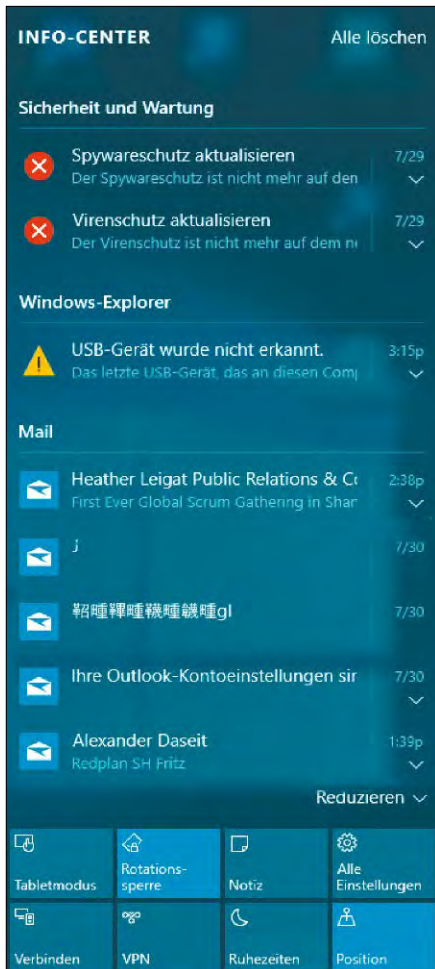 INFO-CENTER
Alle löschen
Sicherheit und Wartung
Spywareschutz aktualisieren
7/29
Der Spywareschutz ist nicht mehr auf den
Virenschutz aktualisieren
7/29
Der Virenschutz ist nicht mehr auf dem
Windows-Explorer
USB-Gerät wurde nicht erkannt.
3:15p
Das letzte USB-Gerät, das an diesen Comp
Mail
Heather Leigat Public Relations &
2:38p
First Ever Global Scrum Gathering in Shan
7/30
gl
7/30
Ihre Outlook-Kontoeinstellungen sir
7/30
Alexander Daseit
1:39p
Redplan SH Fritz
Reduzieren
Tabletmodus
Rotations-
sperre
Notiz
Alle
Einstellungen
Verbinden
VPN
Ruhezeiten
Position